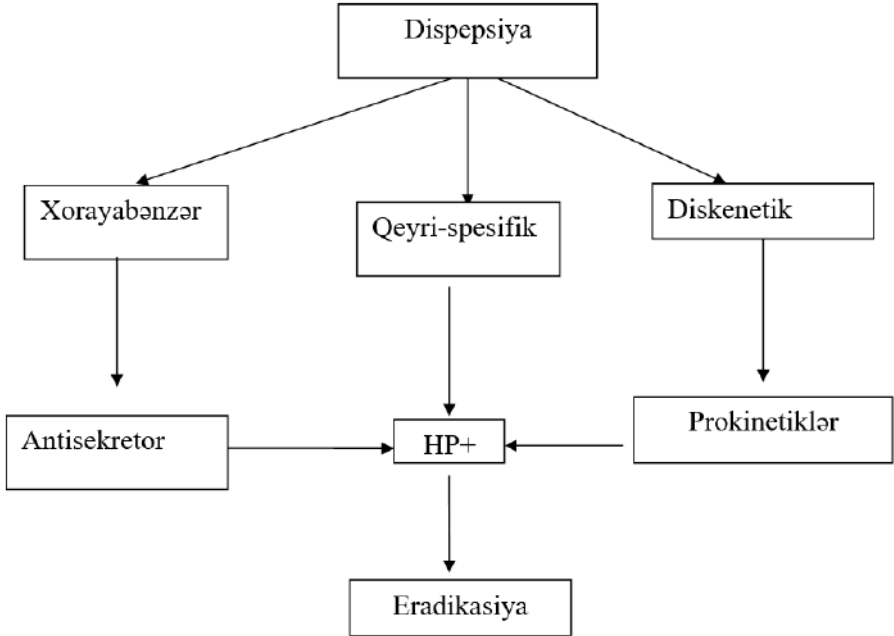 Dispepsiya
Xorayabənzər
Qeyri-spesifik
Diskenetik
Antisekretor
HP+
Prokinetiklər
Eradikasiya